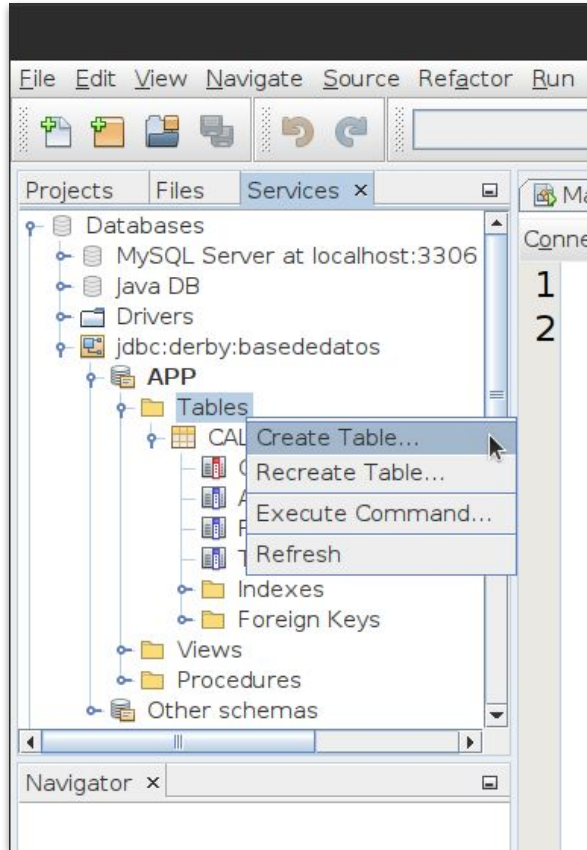 File Edit View Navigate Source Refactor Run
Projects Files Services
Databases
MySQL Server at localhost:3306
Java DB
Drivers
jdbc:derby:basededatos
APP
Tables
Create Table...
Recreate Table...
Execute Command...
Refresh
Indexes
Foreign Keys
Views
Procedures
Other schemas
Navigator
1
2